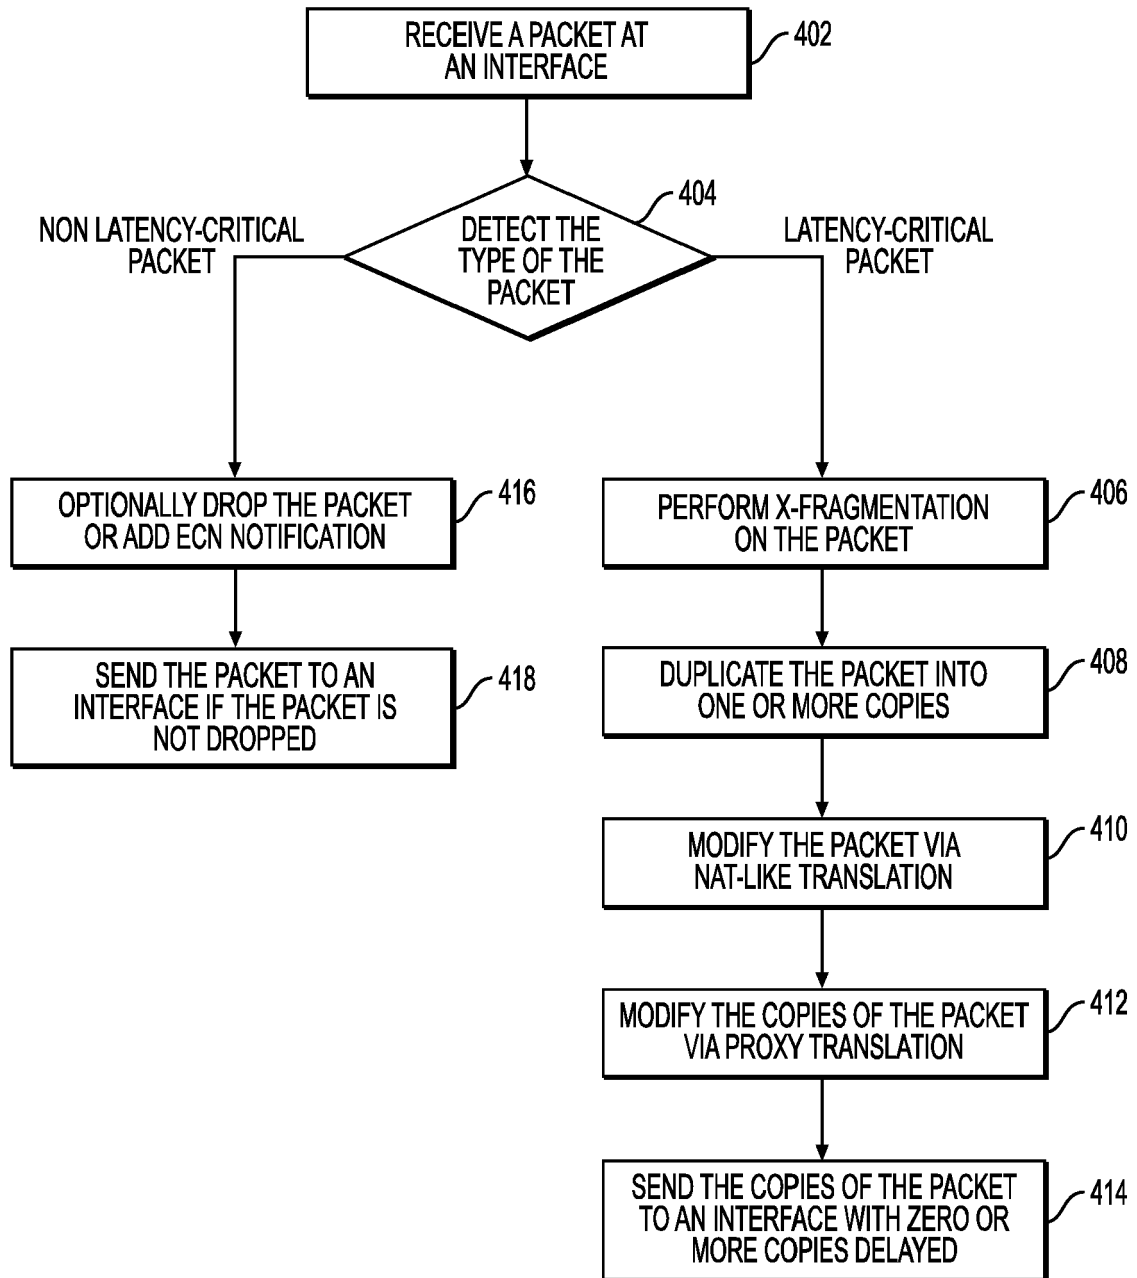 RECEIVE A PACKET AT
AN INTERFACE
402
404
DETECT THE
TYPE OF THE
PACKET
NON LATENCY-CRITICAL
PACKET
LATENCY-CRITICAL
PACKET
OPTIONALLY DROP THE PACKET
OR ADD ECN NOTIFICATION
416
SEND THE PACKET TO AN
INTERFACE IF THE PACKET IS
NOT DROPPED
418
PERFORM X-FRAGMENTATION
ON THE PACKET
406
DUPLICATE THE PACKET INTO
ONE OR MORE COPIES
408
MODIFY THE PACKET VIA
NAT-LIKE TRANSLATION
410
MODIFY THE COPIES OF THE PACKET
VIA PROXY TRANSLATION
412
SEND THE COPIES OF THE PACKET
TO AN INTERFACE WITH ZERO OR
MORE COPIES DELAYED
414